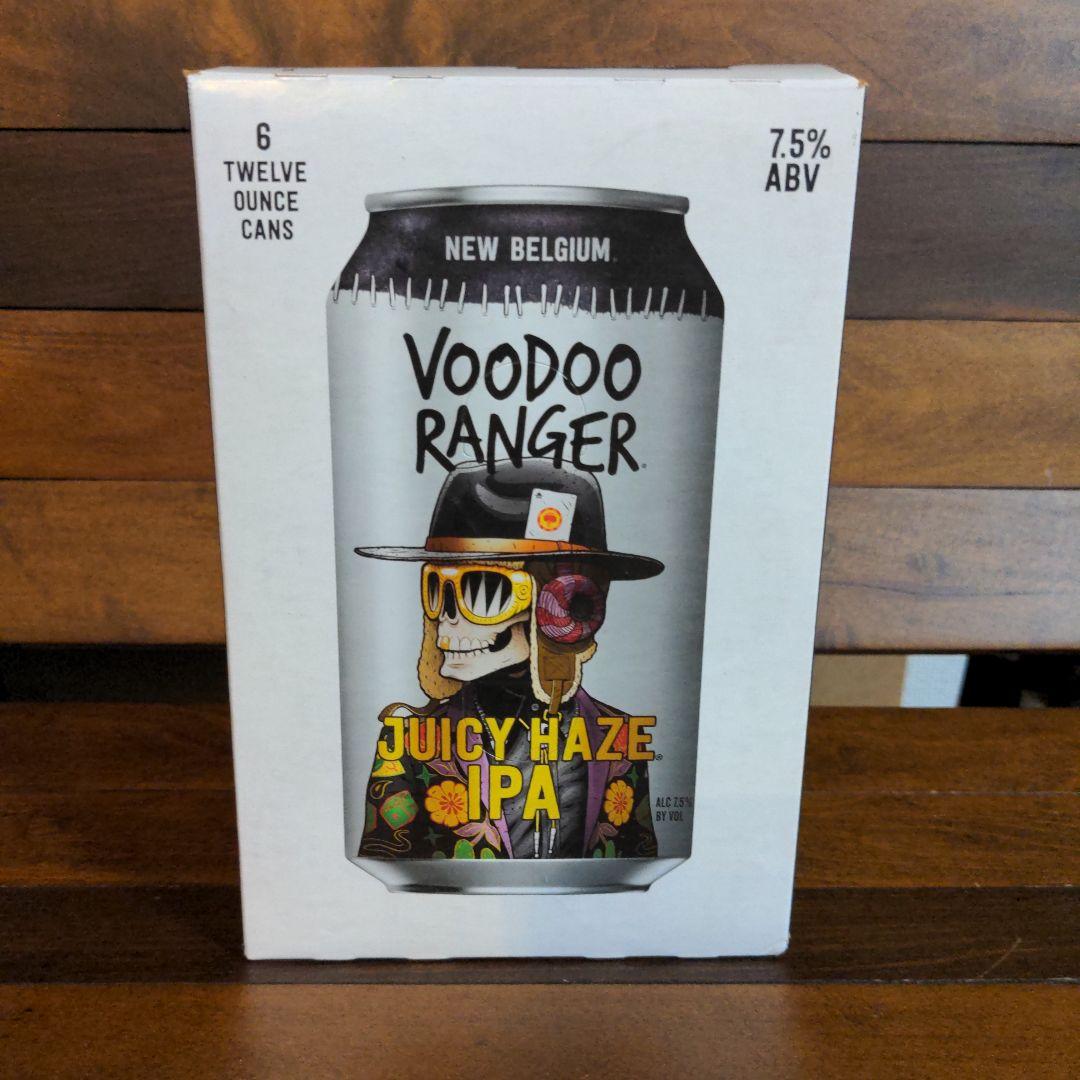 6
TWELVE
OUNCE
CANS
7.5%
ABV
NEW BELGIUM
VOODOO
RANGER
JUICY HAZE
IPA
ALC 7.5%
BY VOL